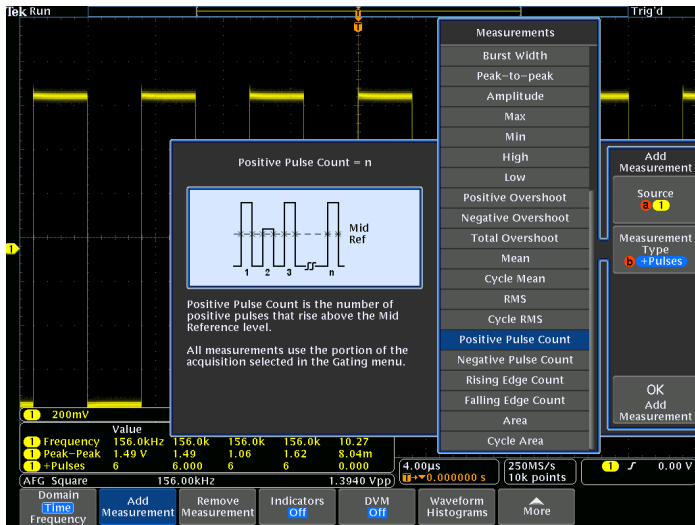 Tek Run
Trig'd
T
T
Measurements
Burst Width
Peak-to-peak
Amplitude
Max
Min
High
Low
Positive Overshoot
Negative Overshoot
Total Overshoot
Mean
Cycle Mean
RMS
Cycle RMS
Positive Pulse Count
Negative Pulse Count
Rising Edge Count
Falling Edge Count
Area
Cycle Area
Positive Pulse Count = n
Mid
Ref
1 2 3 n
Positive Pulse Count is the number of
positive pulses that rise above the Mid
Reference level.
All measurements use the portion of the
acquisition selected in the Gating menu.
Add
Measurement
Source
a 1
Measurement
Type
b +Pulses
OK
Add
Measurement
1
1 200mV
Value
1 Frequency 156.0kHz 156.0k 156.0k 156.0k 10.27
1 Peak-Peak 1.49 V 1.49 1.06 1.62 8.04m
1 +Pulses 6 6.000 6 6 0.000
AFG Square 156.00kHz 1.3940 Vpp
4.00µs
T→▼0.000000 s
250MS/s
10k points
1 0.00 V
Domain
Time
Frequency
Add
Measurement
Remove
Measurement
Indicators
Off
DVM
Off
Waveform
Histograms
More